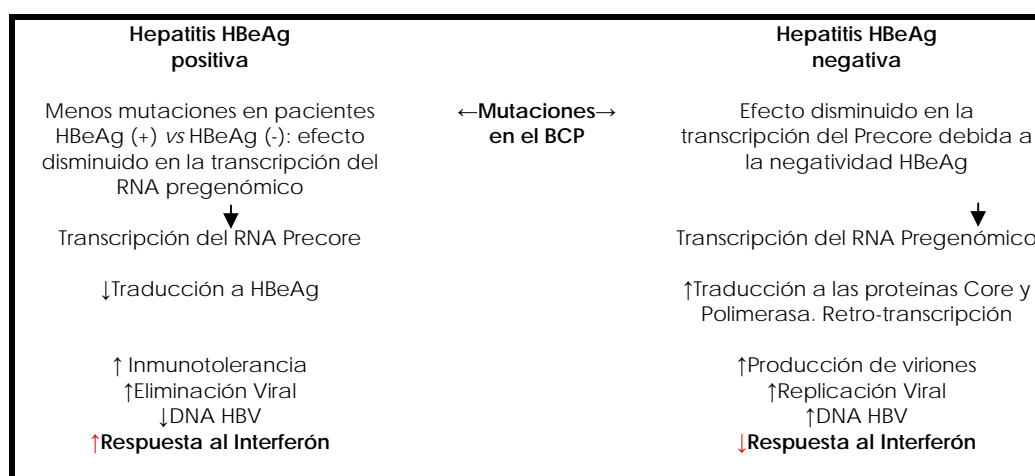 Hepatitis HBeAg
positiva
Menos mutaciones en pacientes
HBeAg (+) vs HBeAg (-): efecto
disminuido en la transcripción del
RNA pregenómico
Transcripción del RNA Precore
↓Traducción a HBeAg
↑ Inmunotolerancia
↑Eliminación Viral
↓DNA HBV
↑Respuesta al Interferón
←Mutaciones→
en el BCP
Hepatitis HBeAg
negativa
Efecto disminuido en la
transcripción del Precore debida a
la negatividad HBeAg
Transcripción del RNA Pregenómico
↑Traducción a las proteínas Core y
Polimerasa. Retro-transcripción
↑Producción de viriones
↑Replicación Viral
↑DNA HBV
↓Respuesta al Interferón